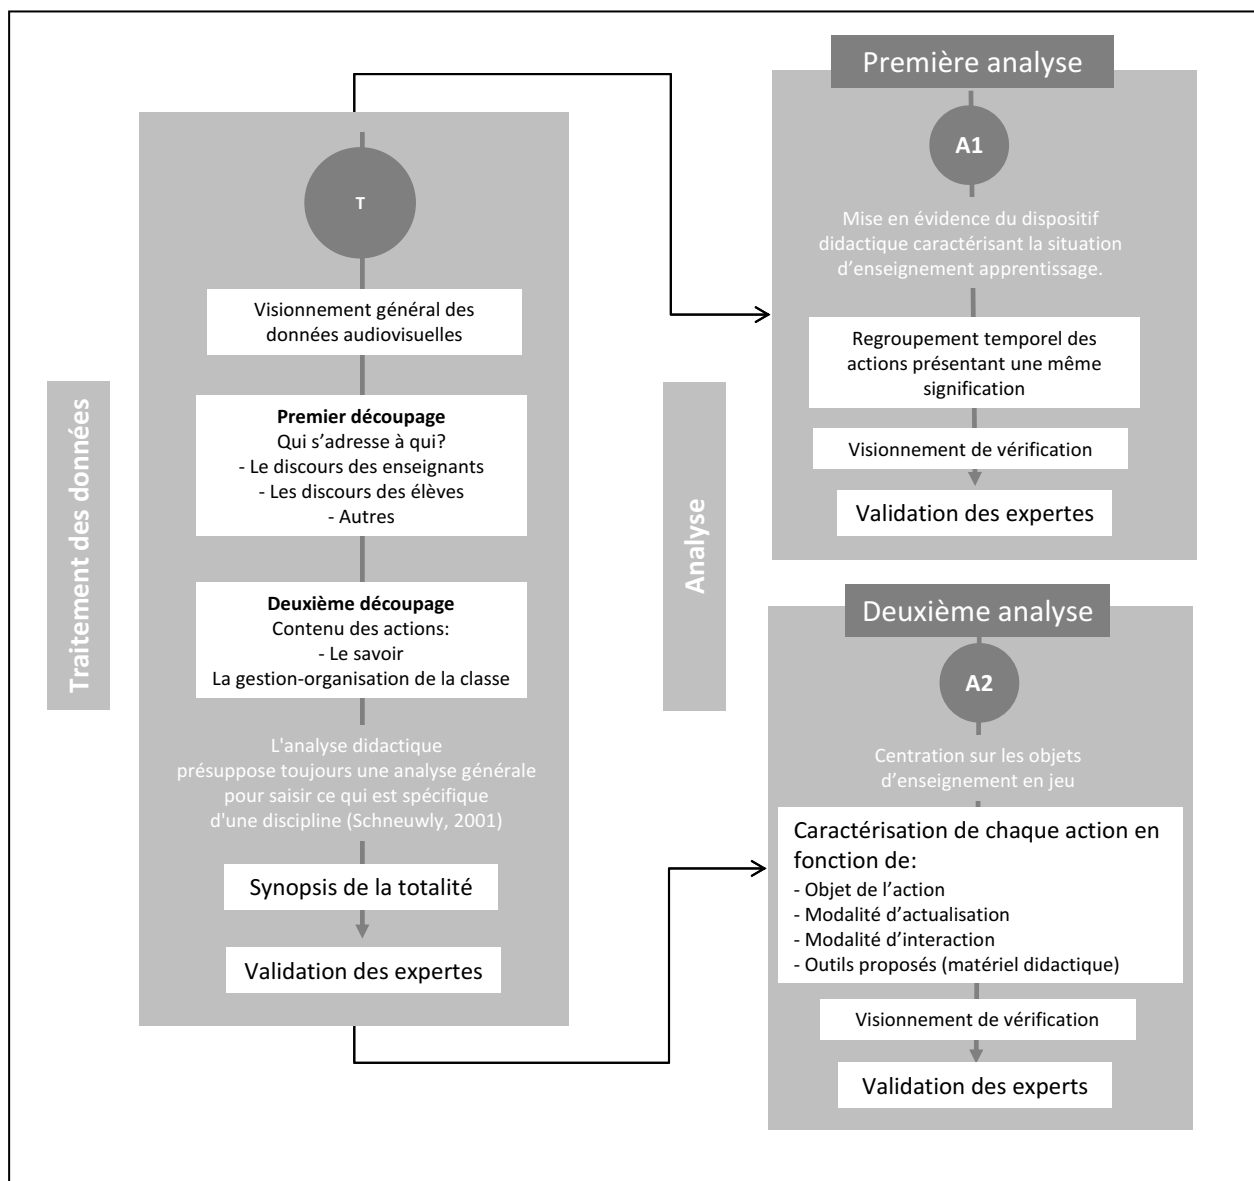 Traitement des données
T
Visionnement général des
données audiovisuelles
Premier découpage
Qui s’adresse à qui?
- Le discours des enseignants
- Les discours des élèves
- Autres
Deuxième découpage
Contenu des actions:
- Le savoir
La gestion-organisation de la classe
L'analyse didactique
présuppose toujours une analyse générale
pour saisir ce qui est spécifique
d'une discipline (Schneuwly, 2001)
Synopsis de la totalité
Validation des expertes
Analyse
Première analyse
A1
Mise en évidence du dispositif
didactique caractérisant la situation
d’enseignement apprentissage.
Regroupement temporel des
actions présentant une même
signification
Visionnement de vérification
Validation des expertes
Deuxième analyse
A2
Centration sur les objets
d’enseignement en jeu
Caractérisation de chaque action en
fonction de:
- Objet de l’action
- Modalité d’actualisation
- Modalité d’interaction
- Outils proposés (matériel didactique)
Visionnement de vérification
Validation des experts